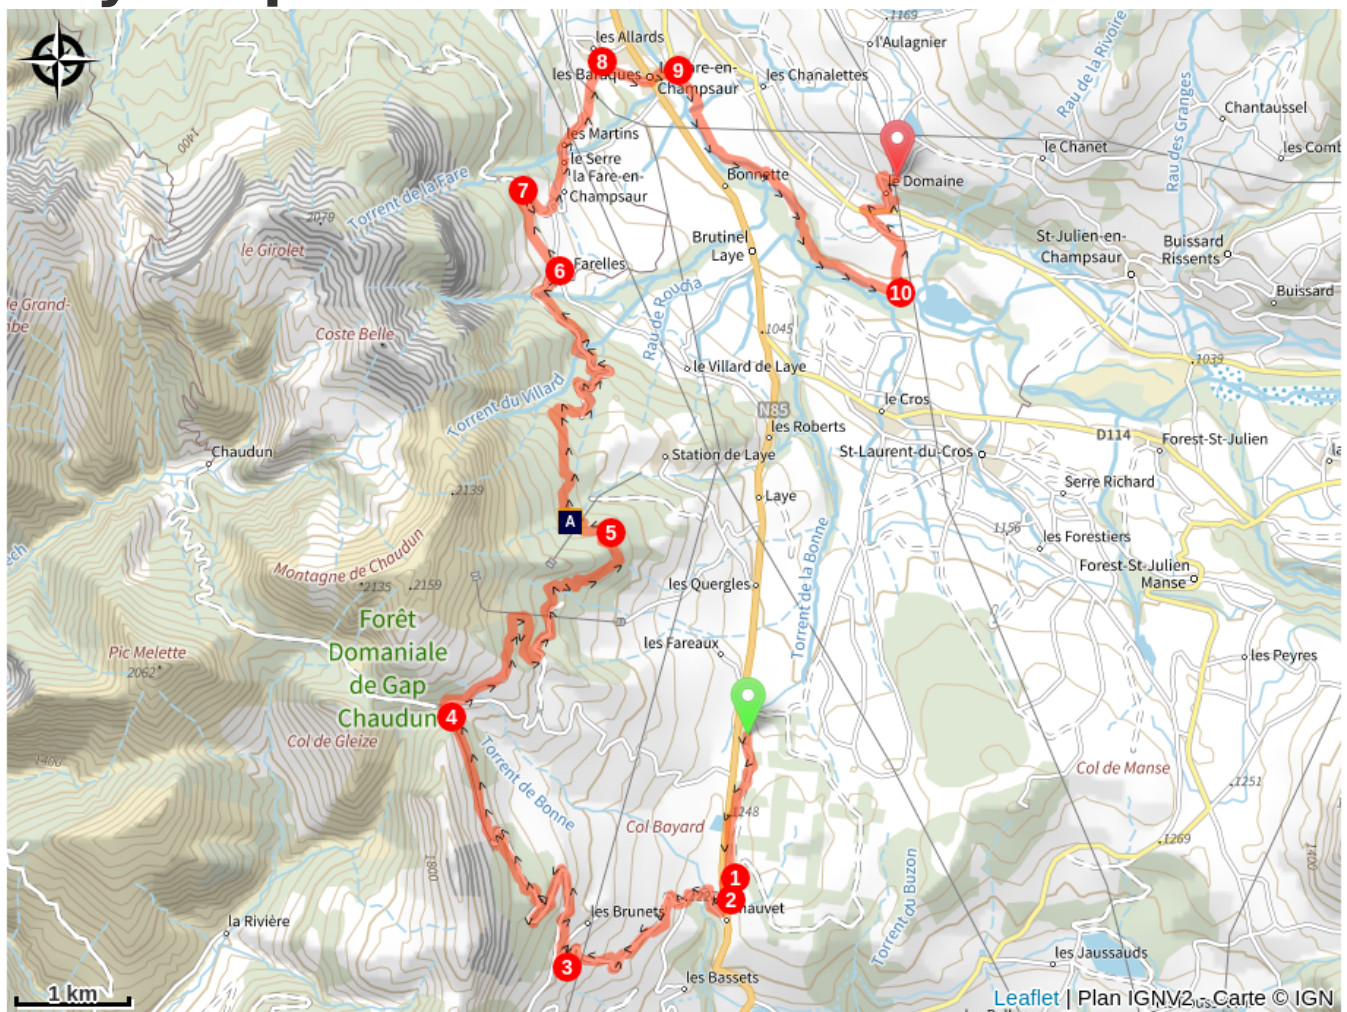 1169
les Allards
l'Aulagnier
Rau de la Rivoire
8
9
les Baraques
Champsaur
les Chanalettes
Rau des Granges
Chantaussel
1400
les Martins
le Chanet
les Comb
le Serre
la Fare-en-
Champsaur
Torrent de la Fare
7
Bonnette
le Domaine
2079
le Girolet
Brutinel
Laye
St-Julien-en-
Champsaur
Buissard
Rissents
6
Farelles
10
Buissard
Rau de Roudia
le Grand-
Coste Belle
1045
1039
le Villard de Laye
Torrent du Villard
le Cros
N85
les Roberts
D114
Forest-St-Julien
Chaudun
Station de Laye
St-Laurent-du-Cros
2139
Serre Richard
Laye
A
5
1156
les Forestiers
Montagne de Chaudun
2135
2159
les Quergles
Forest-St-Julien
Manse
Torrent de la Bonne
Forêt
Domaniale
de Gap
Chaudun
Pic Melette
2062
les Fareaux
les Peyres
4
Col de Gleize
1400
Torrent de Bonne
Col de Manse
1251
1248
Col Bayard
1269
1400
1800
1
2
Torrent du Buzon
la Rivière
les Brunets
3
les Jaussauds
les Bassets
1 km
Leaflet | Plan IGNV2 - Carte © IGN